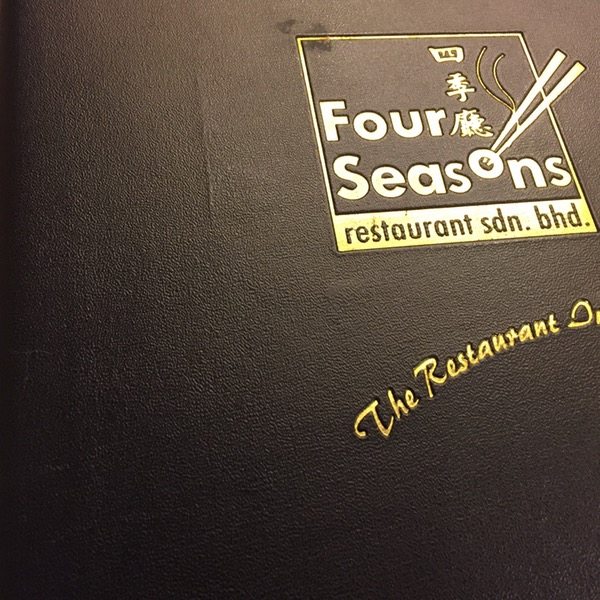 四季廳
Four
Seasons
restaurant sdn. bhd.
The Restaurant